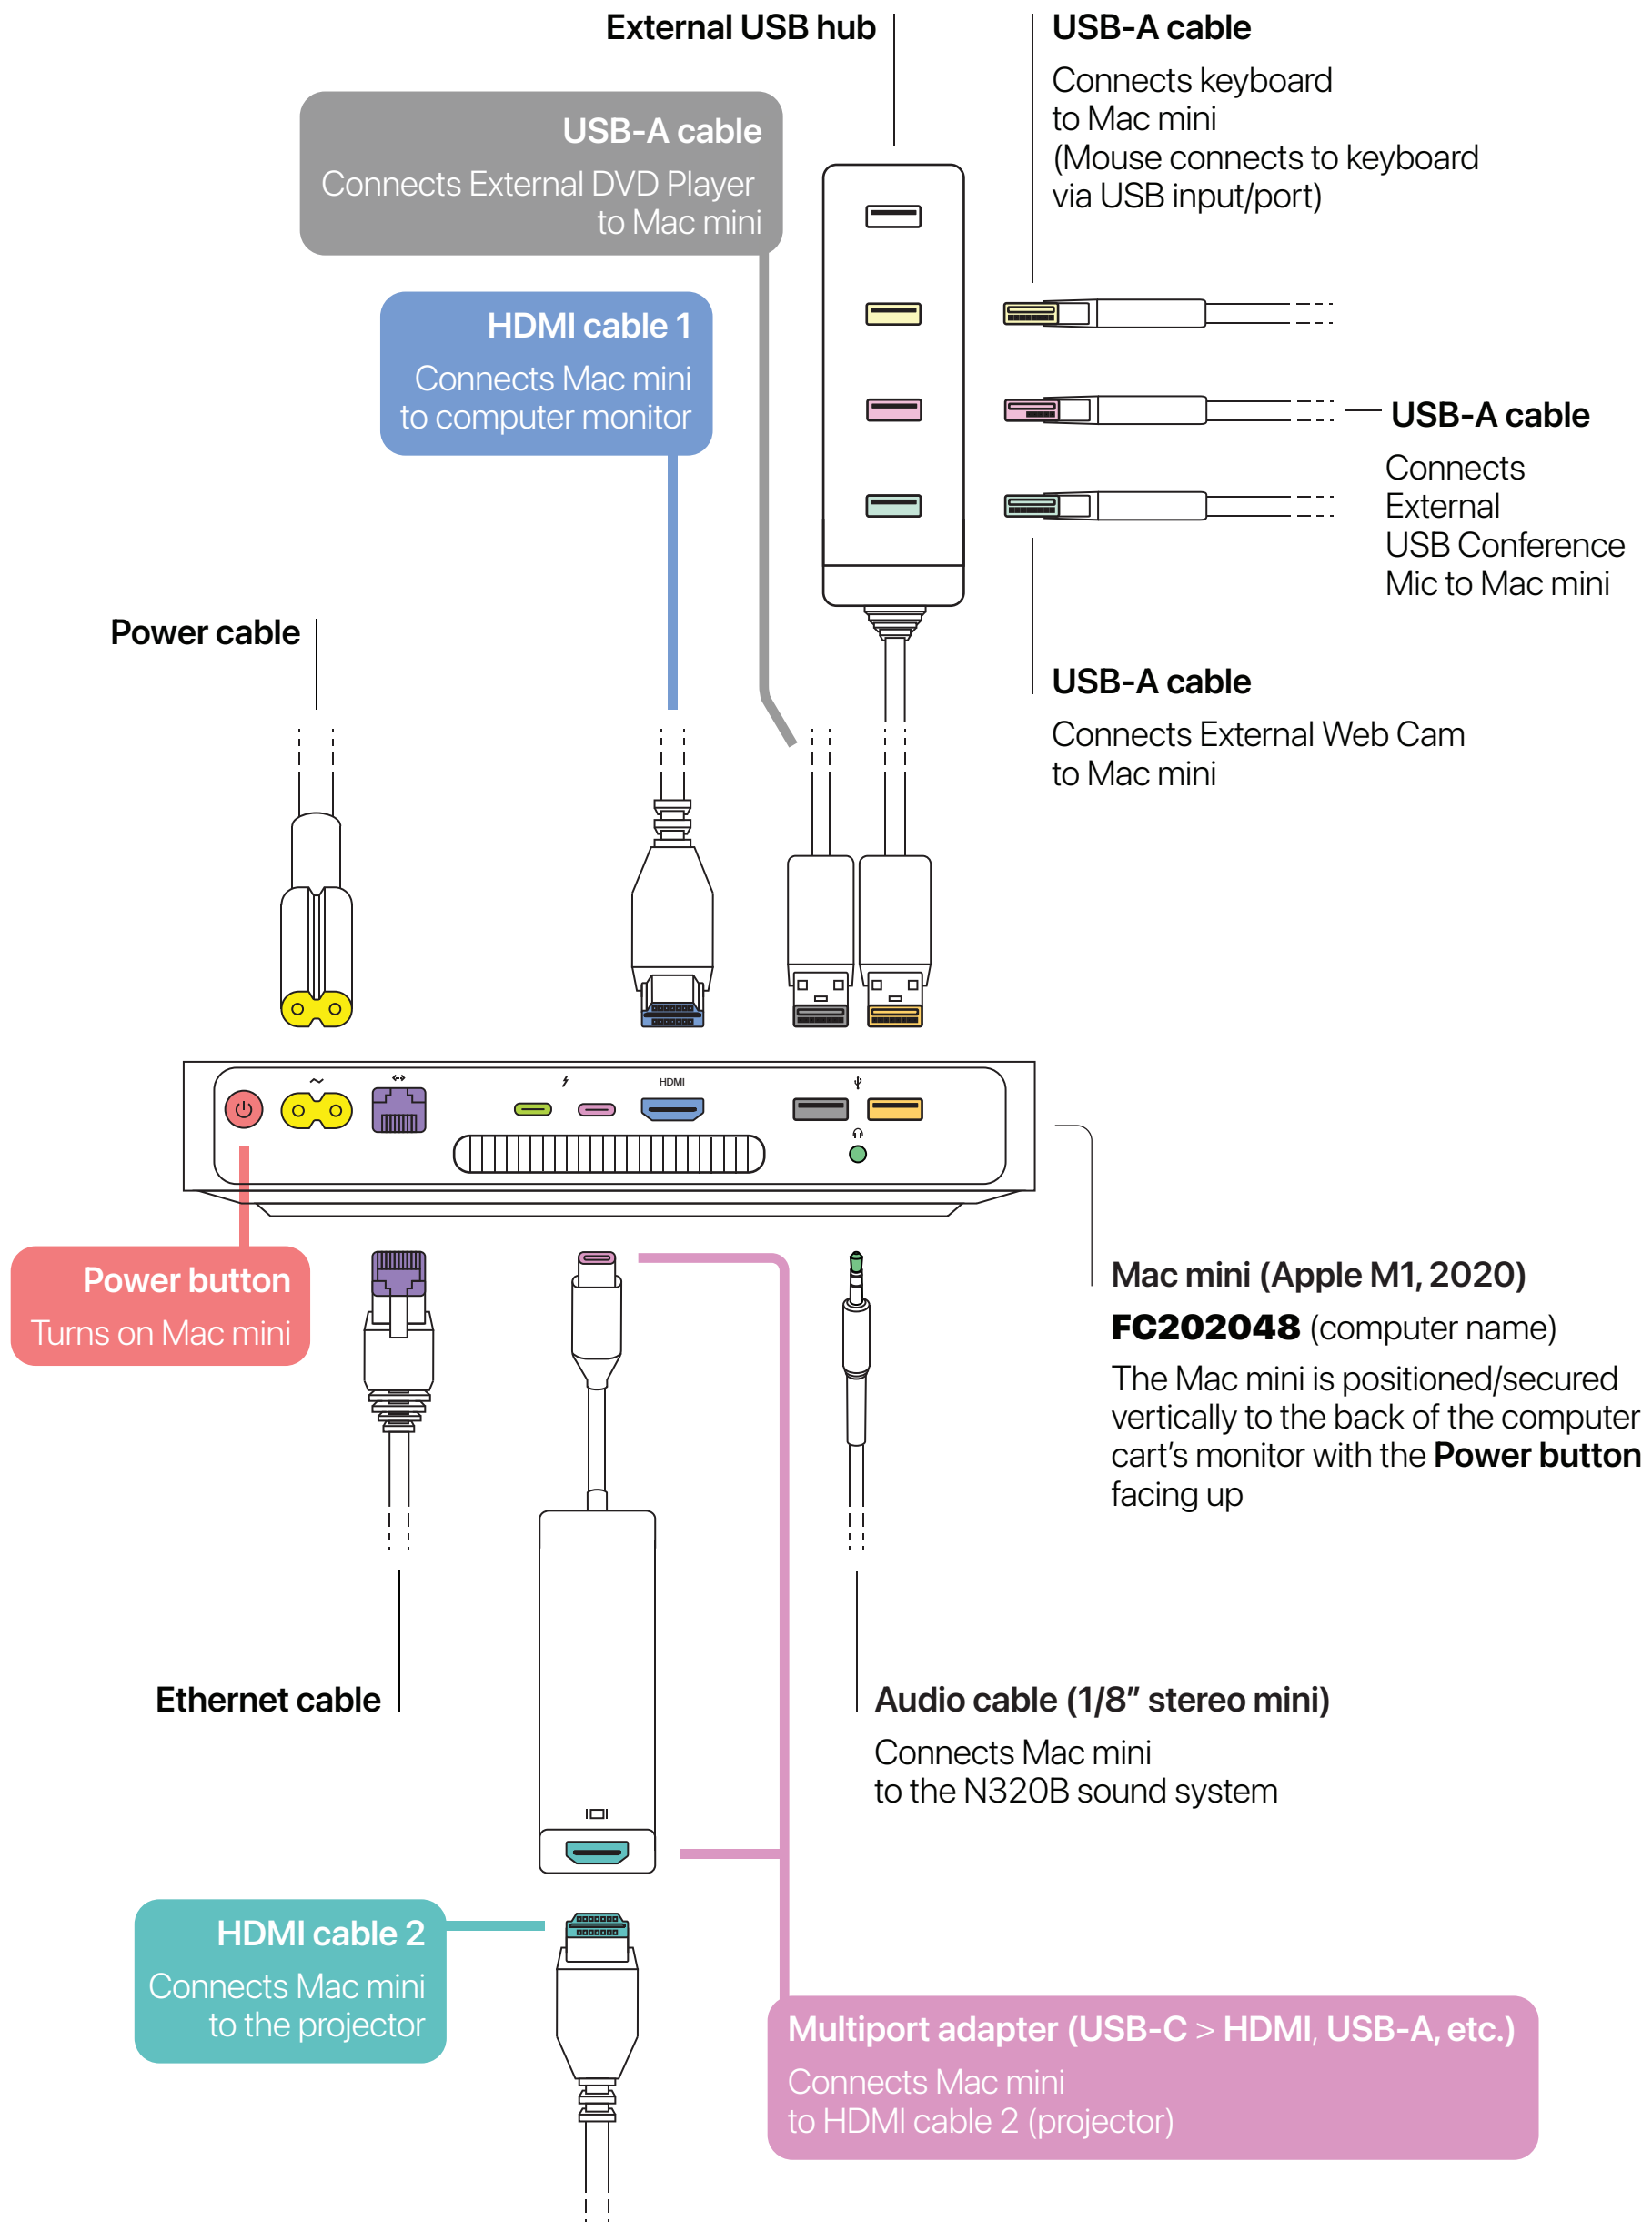 External USB hub
USB-A cable
Connects keyboard
to Mac mini
(Mouse connects to keyboard
via USB input/port)
USB-A cable
Connects External DVD Player
to Mac mini
HDMI cable 1
Connects Mac mini
to computer monitor
USB-A cable
Connects
External
USB Conference
Mic to Mac mini
Power cable
USB-A cable
Connects External Web Cam
to Mac mini
HDMI
Power button
Turns on Mac mini
Mac mini (Apple M1, 2020)
FC202048 (computer name)
The Mac mini is positioned/secured
vertically to the back of the computer
cart's monitor with the Power button
facing up
Ethernet cable
Audio cable (1/8” stereo mini)
Connects Mac mini
to the N320B sound system
HDMI cable 2
Connects Mac mini
to the projector
Multiport adapter (USB-C > HDMI, USB-A, etc.)
Connects Mac mini
to HDMI cable 2 (projector)